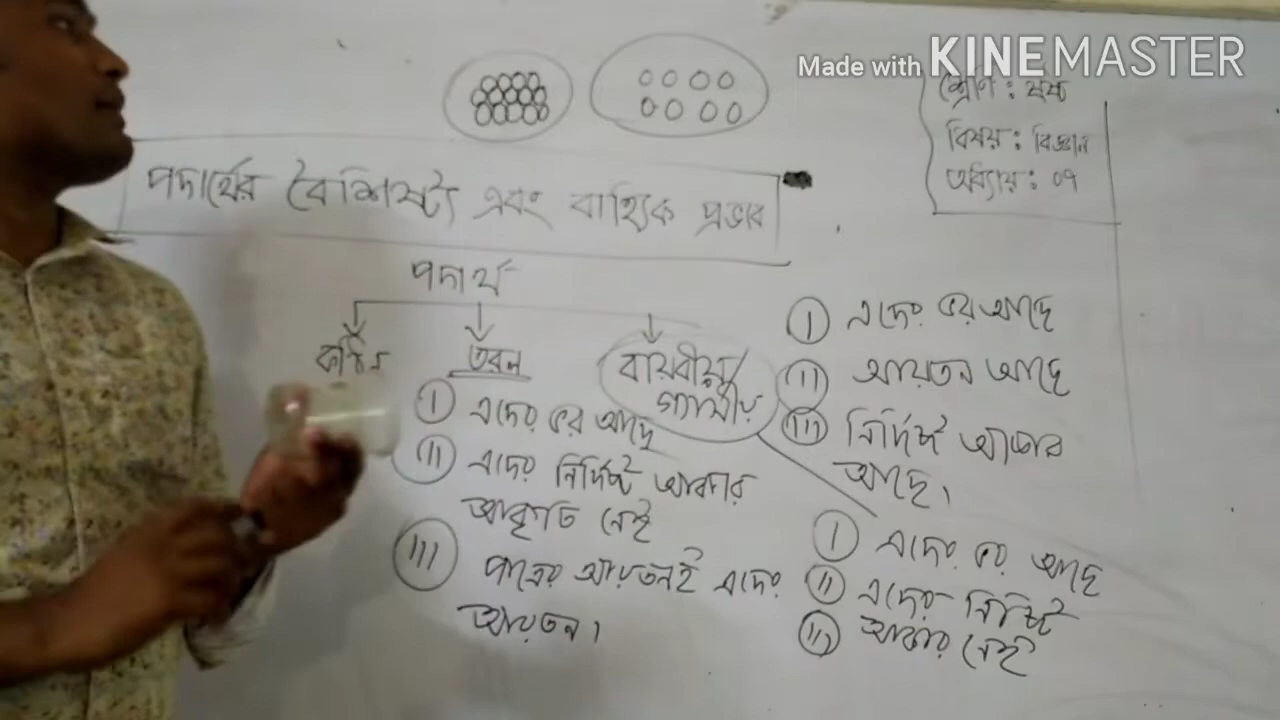 Made with KINEMASTER
শ্রেণি : ষষ্ঠ
বিষয় : বিজ্ঞান
অধ্যায় : ০৭
পদার্থের বৈশিষ্ট্য এবং বাহ্যিক প্রভাব
পদার্থ
কঠিন তরল বায়বীয়/
গ্যাসীয়
I এদের ভর আছে
II এদের নির্দিষ্ট আকার
আকৃতি নেই
III পাত্রের আয়তনই এদের
আয়তন।
I এদের ভর আছে
II আয়তন আছে
III নির্দিষ্ট আকার
আছে।
I এদের ভর আছে
II এদের নির্দিষ্ট
III আকার নেই